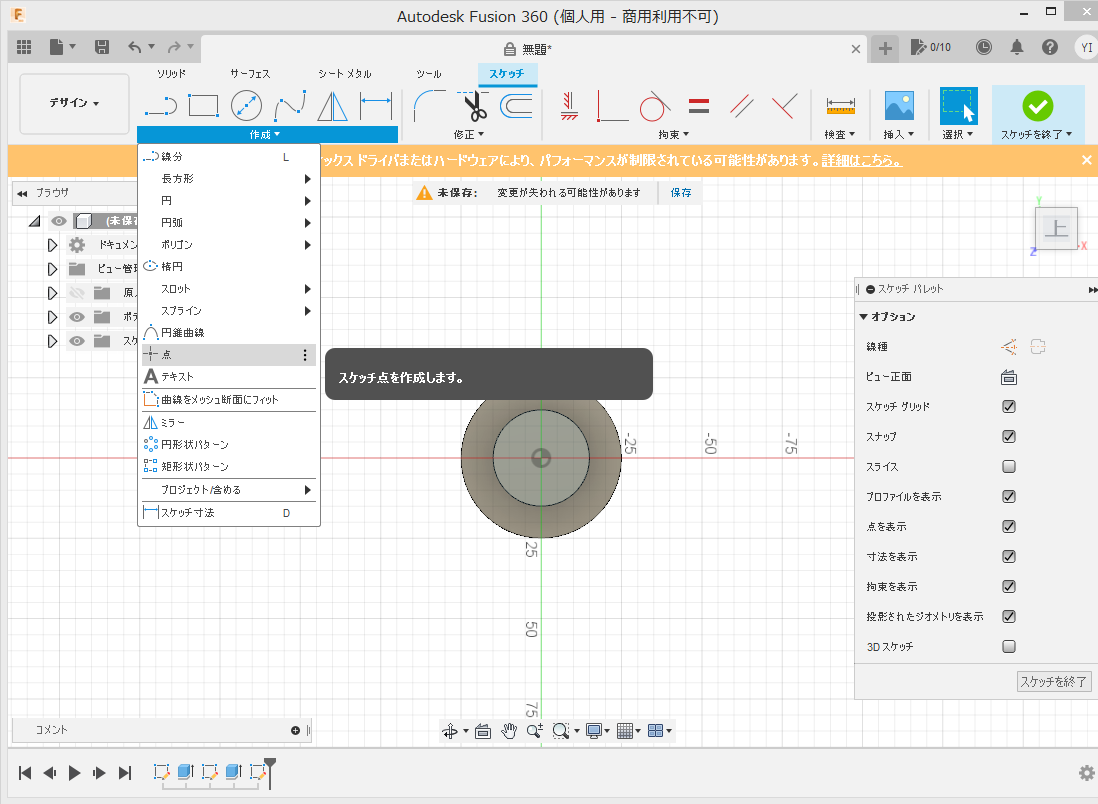 Autodesk Fusion 360 (個人用 - 商用利用不可)
無題*
0/10
YI
デザイン
ソリッド
サーフェス
シート メタル
ツール
スケッチ
作成
修正
拘束
検査
挿入
選択
スケッチを終了
ィックス ドライバまたはハードウェアにより、パフォーマンスが制限されている可能性があります。詳細はこちら。
ブラウザ
未保存:
変更が失われる可能性があります
保存
(未保存
ドキュメン
ビュー管理
原
ボデ
スケ
線分 L
長方形
円
円弧
ポリゴン
楕円
スロット
スプライン
円錐曲線
点
テキスト
曲線をメッシュ断面にフィット
ミラー
円形状パターン
矩形状パターン
プロジェクト/含める
スケッチ寸法 D
スケッチ点を作成します。
上
Y
X
Z
-25
-50
-75
25
50
75
スケッチ パレット
オプション
線種
ビュー正面
スケッチ グリッド
スナップ
スライス
プロファイルを表示
点を表示
寸法を表示
拘束を表示
投影されたジオメトリを表示
3D スケッチ
スケッチを終了
コメント